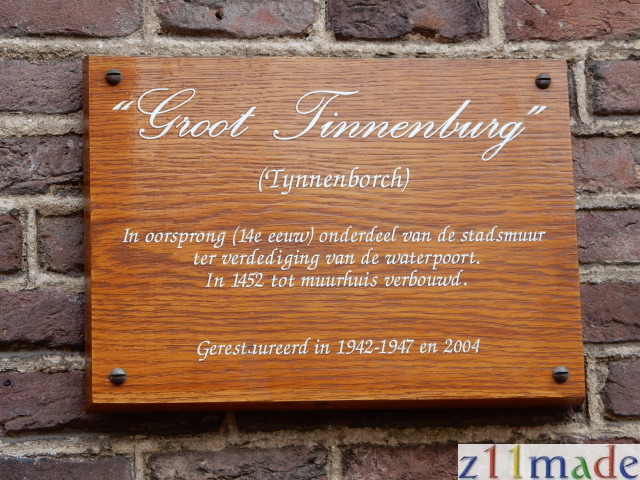 "Groot Tinnenburg"
(Tynnenborch)
In oorsprong (14e eeuw) onderdeel van de stadsmuur
ter verdediging van de waterpoort.
In 1452 tot muurhuis verbouwd.
Gerestaureerd in 1942-1947 en 2004
z11made